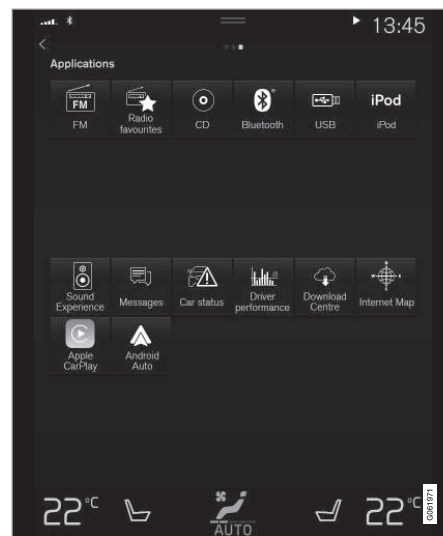 13:45
Applications
FM
iPod
FM
Radio
favourites
CD
Bluetooth
USB
iPod
Sound
Experience
Messages
Car status
Driver
performance
Download
Centre
Internet Map
Apple
CarPlay
Android
Auto
22°C
22°C
AUTO
G061971